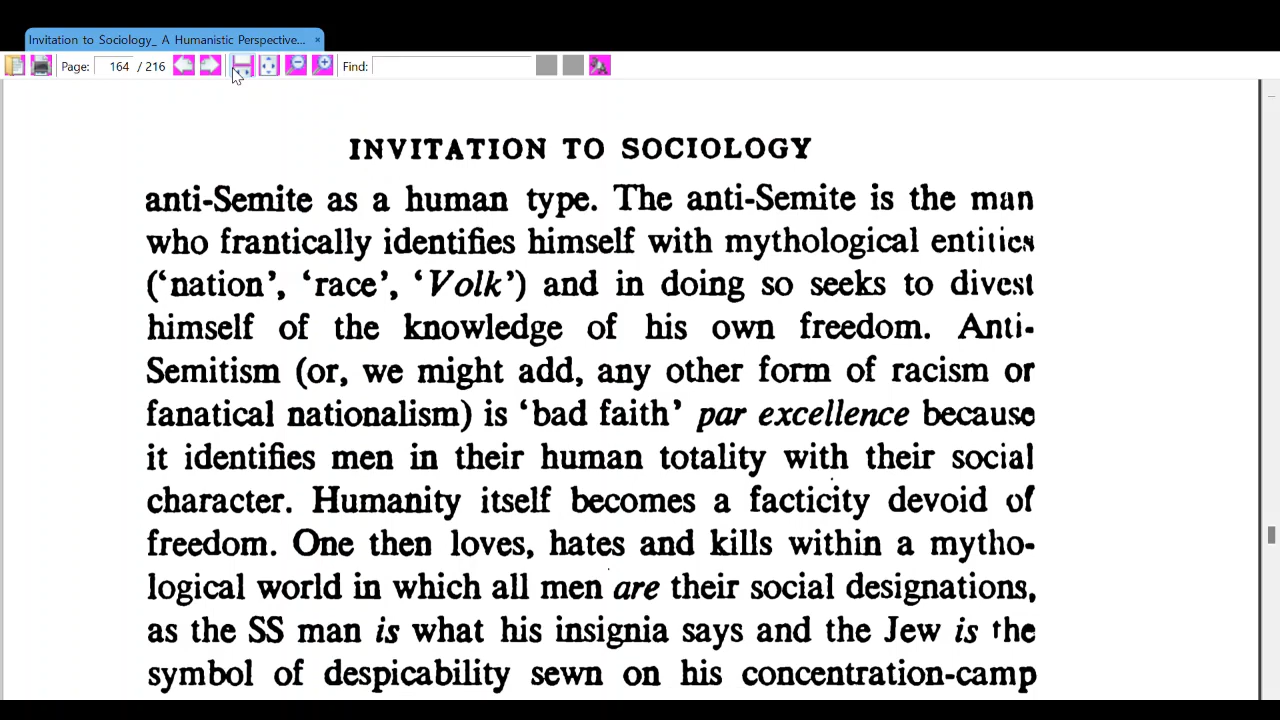 Invitation to Sociology_ A Humanistic Perspective... ×
Page: 164 / 216 Find:
INVITATION TO SOCIOLOGY
anti-Semite as a human type. The anti-Semite is the man
who frantically identifies himself with mythological entities
(‘nation’, ‘race’, ‘Volk’) and in doing so seeks to divest
himself of the knowledge of his own freedom. Anti-
Semitism (or, we might add, any other form of racism or
fanatical nationalism) is ‘bad faith’ par excellence because
it identifies men in their human totality with their social
character. Humanity itself becomes a facticity devoid of
freedom. One then loves, hates and kills within a mytho-
logical world in which all men are their social designations,
as the SS man is what his insignia says and the Jew is the
symbol of despicability sewn on his concentration-camp